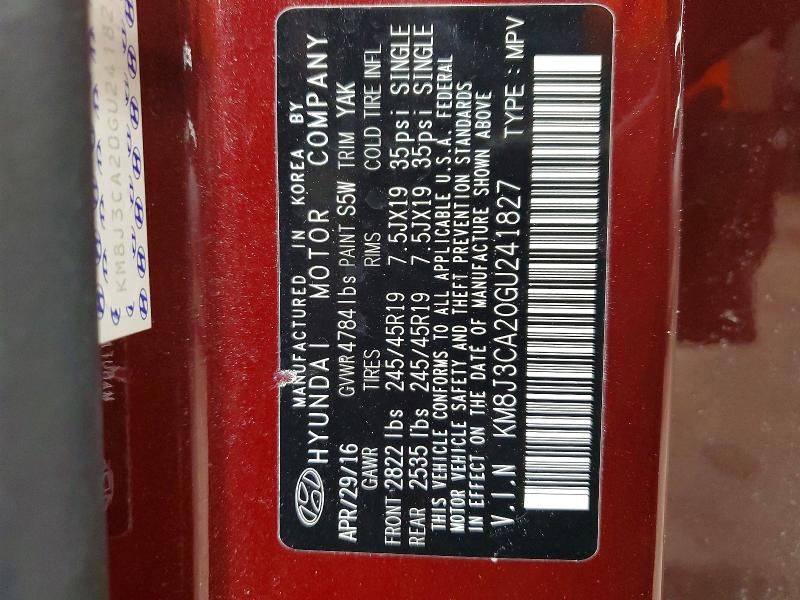 KM8J3CA20GU241827
MANUFACTURED IN KOREA BY
HYUNDAI MOTOR COMPANY
APR/29/16 GVWR4784 lbs PAINT S5W TRIM YAK
GAWR TIRES RIMS COLD TIRE INFL
FRONT 2822 lbs 245/45R19 7.5JX19 35psi SINGLE
REAR 2535 lbs 245/45R19 7.5JX19 35psi SINGLE
THIS VEHICLE CONFORMS TO ALL APPLICABLE U.S.A. FEDERAL
MOTOR VEHICLE SAFETY AND THEFT PREVENTION STANDARDS
IN EFFECT ON THE DATE OF MANUFACTURE SHOWN ABOVE
V.I.N KM8J3CA20GU241827 TYPE : MPV